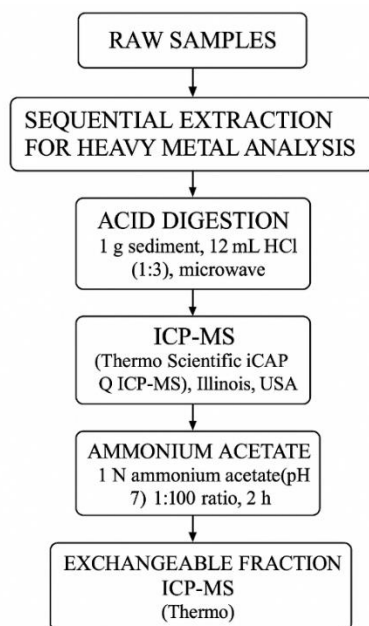 RAW SAMPLES
SEQUENTIAL EXTRACTION
FOR HEAVY METAL ANALYSIS
ACID DIGESTION
1 g sediment, 12 mL HCl
(1:3), microwave
ICP-MS
(Thermo Scientific iCAP
Q ICP-MS), Illinois, USA
AMMONIUM ACETATE
1 N ammonium acetate(pH
7) 1:100 ratio, 2 h
EXCHANGEABLE FRACTION
ICP-MS
(Thermo)